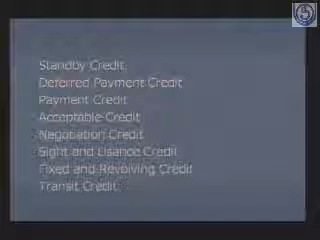 Standby Credit
Deferred Payment Credit
Payment Credit
Acceptable Credit
Negotiation Credit
Sight and Usance Credit
Fixed and Revolving Credit
Transit Credit